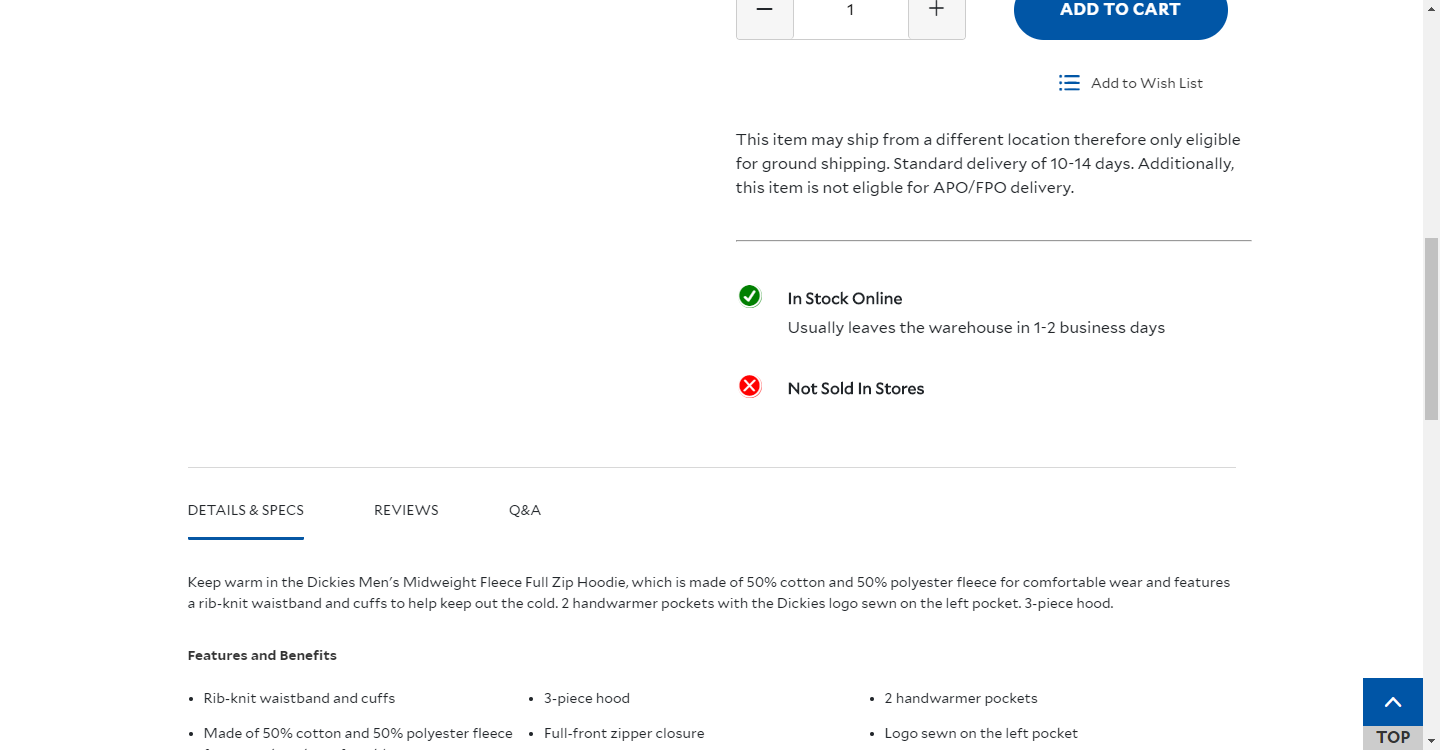 1
ADD TO CART
Add to Wish List
This item may ship from a different location therefore only eligible
for ground shipping. Standard delivery of 10-14 days. Additionally,
this item is not eligble for APO/FPO delivery.
In Stock Online
Usually leaves the warehouse in 1-2 business days
Not Sold In Stores
DETAILS & SPECS REVIEWS Q&A
Keep warm in the Dickies Men's Midweight Fleece Full Zip Hoodie, which is made of 50% cotton and 50% polyester fleece for comfortable wear and features
a rib-knit waistband and cuffs to help keep out the cold. 2 handwarmer pockets with the Dickies logo sewn on the left pocket. 3-piece hood.
Features and Benefits
• Rib-knit waistband and cuffs
• 3-piece hood
• 2 handwarmer pockets
• Made of 50% cotton and 50% polyester fleece
• Full-front zipper closure
• Logo sewn on the left pocket
TOP